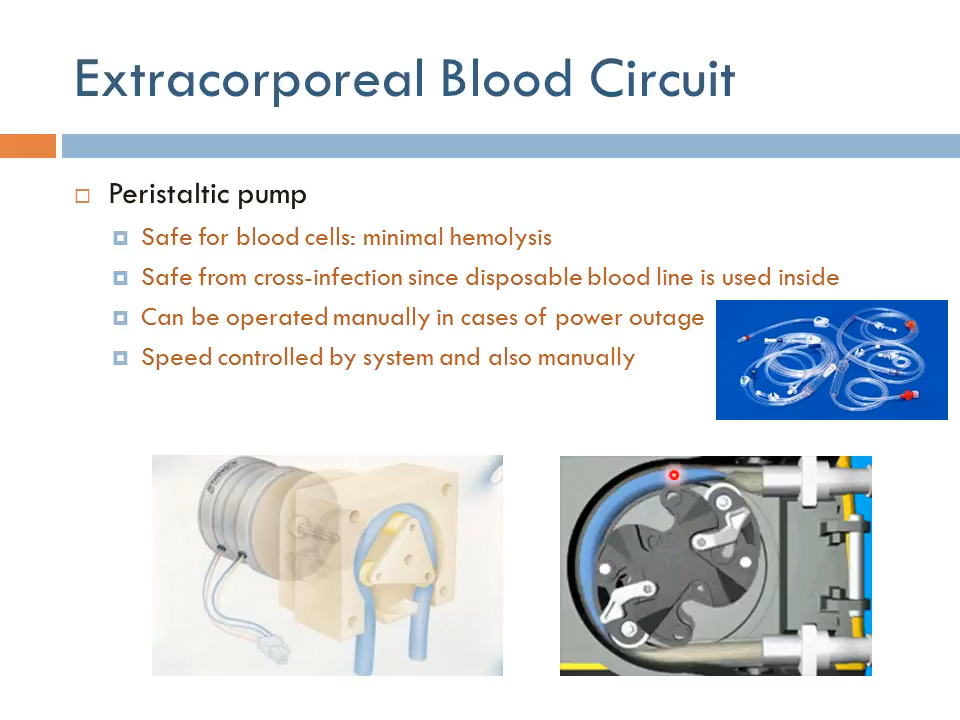 Extracorporeal Blood Circuit
Peristaltic pump
Safe for blood cells: minimal hemolysis
Safe from cross-infection since disposable blood line is used inside
Can be operated manually in cases of power outage
Speed controlled by system and also manually
THOMSON